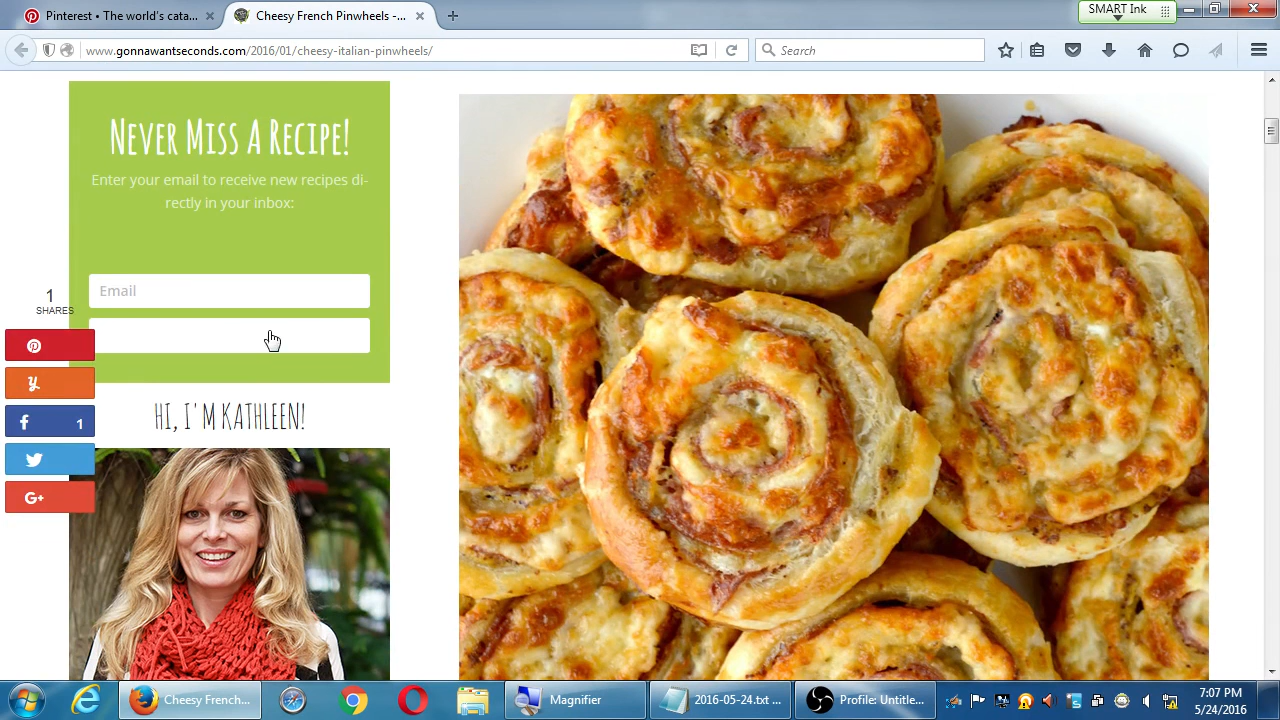 Pinterest • The world's cata...
Cheesy French Pinwheels -...
SMART Ink
www.gonnawantseconds.com/2016/01/cheesy-italian-pinwheels/
Search
Never Miss A Recipe!
Enter your email to receive new recipes di-
rectly in your inbox:
Email
1
SHARES
1
G+
HI, I'M KATHLEEN!
Cheesy French...
Magnifier
2016-05-24.txt ...
Profile: Untitle...
7:07 PM
5/24/2016